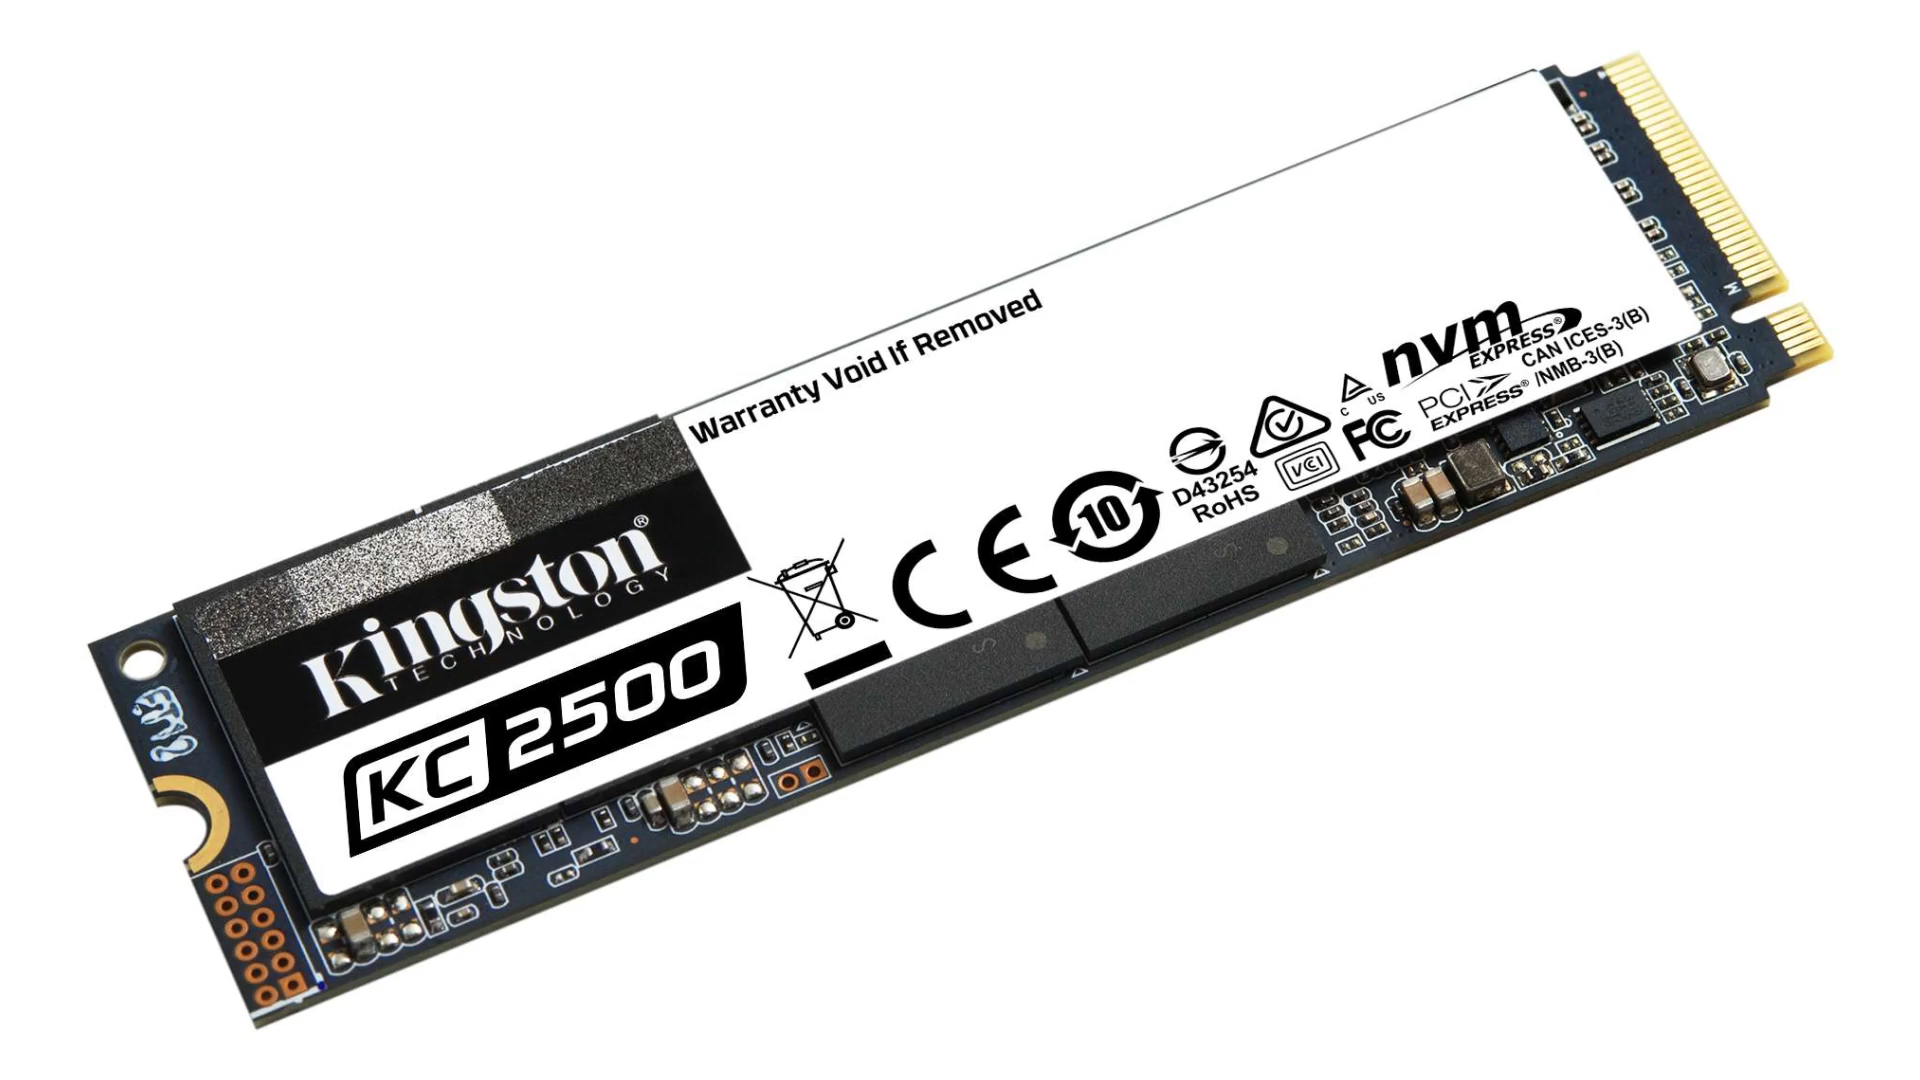 Warranty Void If Removed
Kingston®
TECHNOLOGY
KC 2500
CE
10
D43254
RoHS
VCI
C US
FC
nvm
EXPRESS®
PCI
EXPRESS®
CAN ICES-3(B)
/NMB-3(B)
M